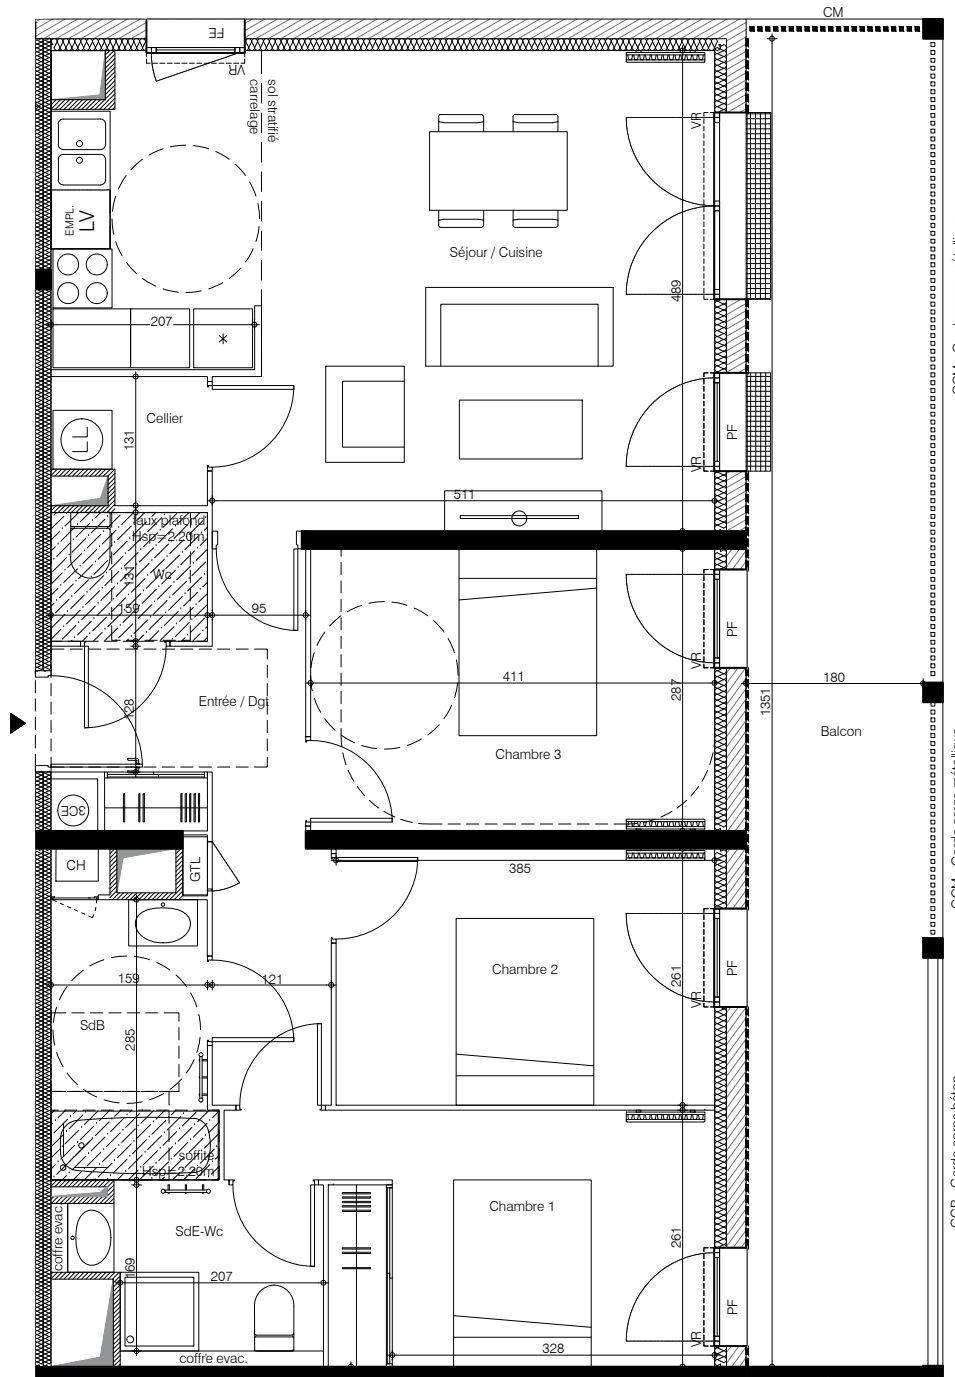 CM
FE
VR
sol stratifié
carrelage
VR
EMPL.
LV
Séjour / Cuisine
489
207
Cellier
LL
131
PF
VR
511
faux plafond
Hsp=2.20m
Wc
131
159
95
PF
VR
411
287
180
1351
Entrée / Dgt
128
Balcon
Chambre 3
3CE
CH
GTL
385
Chambre 2
261
PF
VR
159
121
SdB
285
soffite
Hsp=2.20m
Chambre 1
SdE-Wc
coffre evac.
261
169
207
PF
VR
328
coffre evac.
GCM - Garde corps métallique
GCB - Garde corps béton